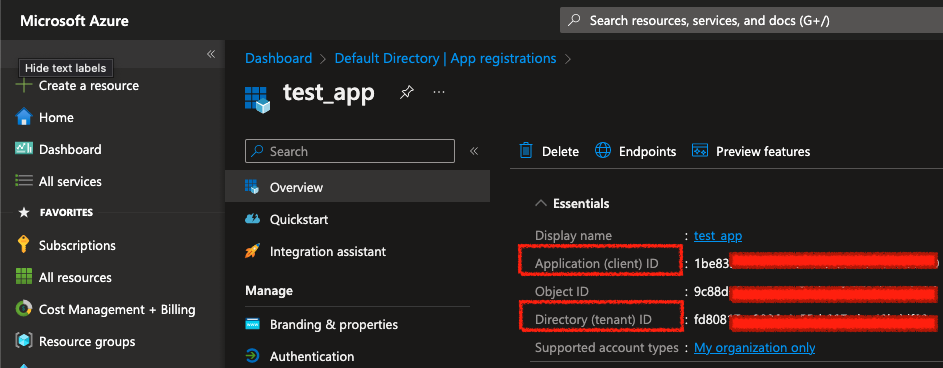 Microsoft Azure
Search resources, services, and docs (G+/)
«
Hide text labels
Create a resource
Home
Dashboard
All services
FAVORITES
Subscriptions
All resources
Cost Management + Billing
Resource groups
Dashboard > Default Directory | App registrations >
test_app
...
Search
«
Overview
Quickstart
Integration assistant
Manage
Branding & properties
Authentication
Delete Endpoints Preview features
Essentials
Display name : test_app
Application (client) ID : 1be83
Object ID : 9c88d
Directory (tenant) ID : fd808
Supported account types : My organization only